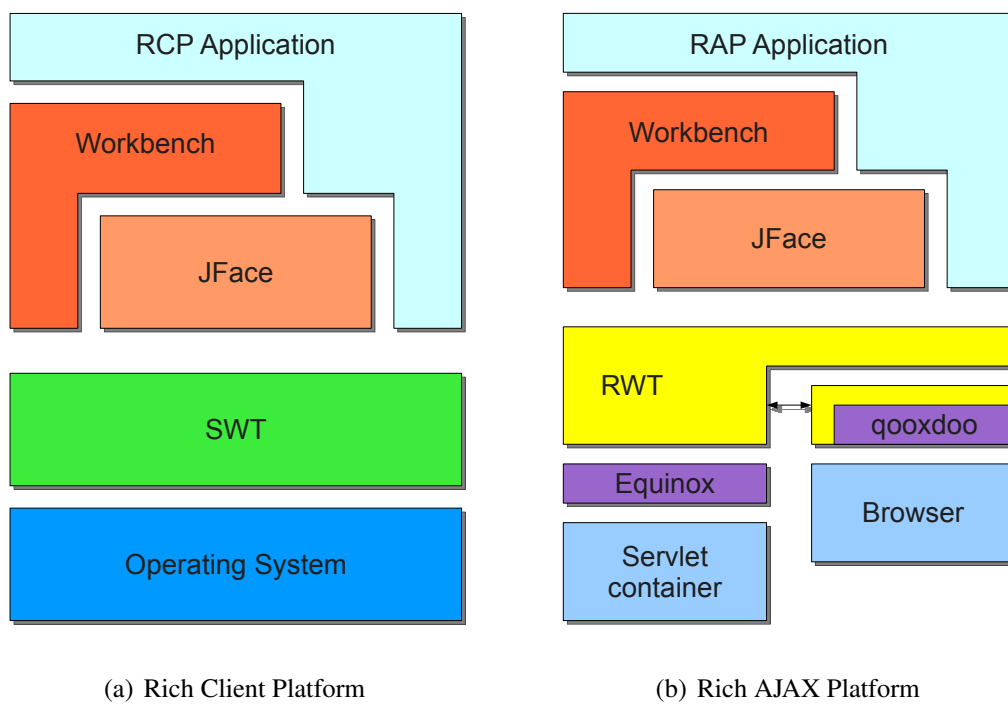 RCP Application
Workbench
JFace
SWT
Operating System
(a) Rich Client Platform
RAP Application
Workbench
JFace
RWT
qooxdoo
Equinox
Browser
Servlet
container
(b) Rich AJAX Platform